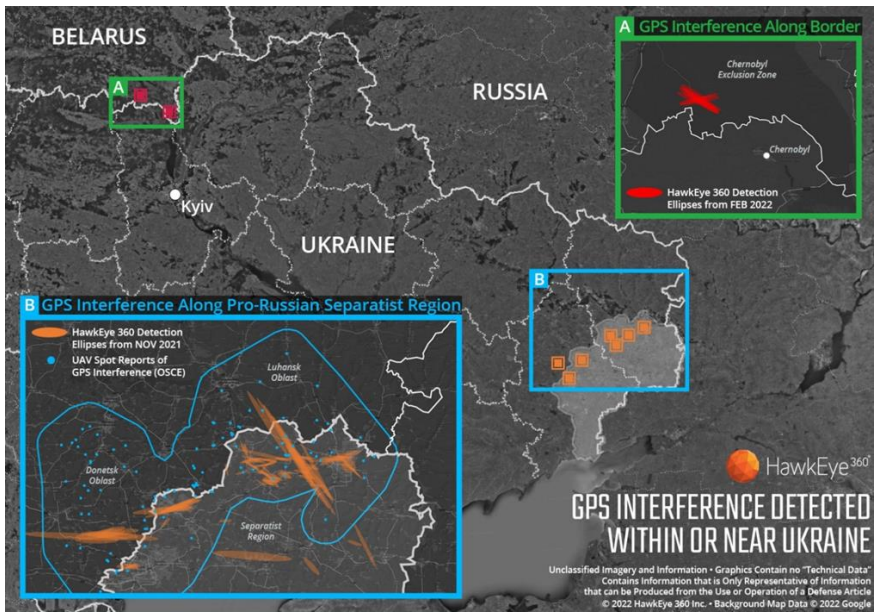 BELARUS
A
Kyiv
RUSSIA
UKRAINE
A GPS Interference Along Border
Chernobyl
Exclusion Zone
Chernobyl
HawkEye 360 Detection
Ellipses from FEB 2022
B
B GPS Interference Along Pro-Russian Separatist Region
HawkEye 360 Detection
Ellipses from NOV 2021
UAV Spot Reports of
GPS Interference (OSCE)
Luhansk
Oblast
Donetsk
Oblast
Separatist
Region
HawkEye 360™
GPS INTERFERENCE DETECTED
WITHIN OR NEAR UKRAINE
Unclassified Imagery and Information • Graphics Contain no "Technical Data"
Contains Information that is Only Representative of Information
that can be Produced from the Use or Operation of a Defense Article
© 2022 HawkEye 360 Inc. • Background Map Data © 2022 Google